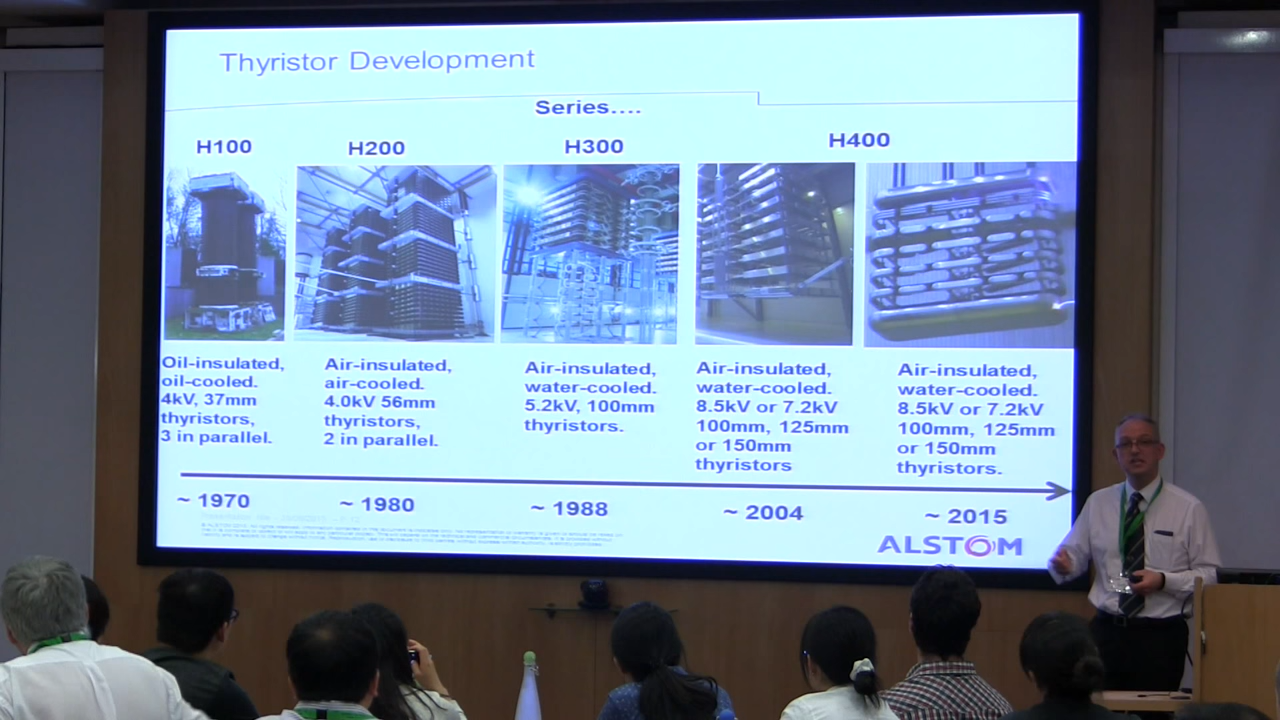 Thyristor Development
Series....
H100
H200
H300
H400
Oil-insulated,
oil-cooled.
4kV, 37mm
thyristors,
3 in parallel.
Air-insulated,
air-cooled.
4.0kV 56mm
thyristors,
2 in parallel.
Air-insulated,
water-cooled.
5.2kV, 100mm
thyristors.
Air-insulated,
water-cooled.
8.5kV or 7.2kV
100mm, 125mm
or 150mm
thyristors
Air-insulated,
water-cooled.
8.5kV or 7.2kV
100mm, 125mm
or 150mm
thyristors.
~ 1970
~ 1980
~ 1988
~ 2004
~ 2015
ALSTOM